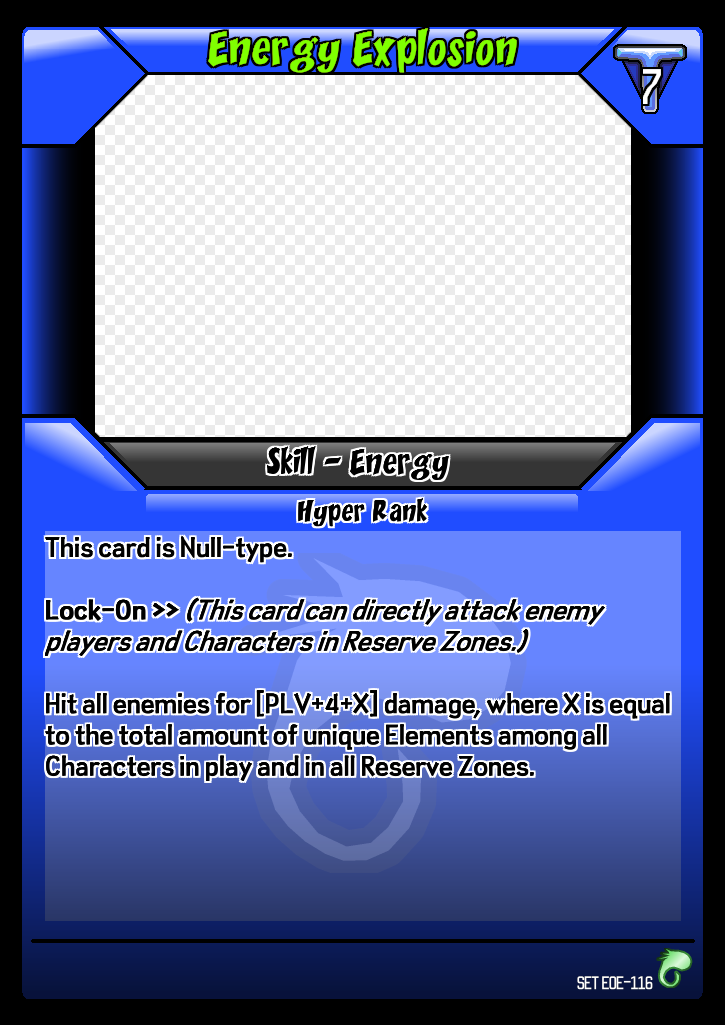 Energy Explosion
7
Skill - Energy
Hyper Rank
This card is Null-type.
Lock-On >> (This card can directly attack enemy
players and Characters in Reserve Zones.)
Hit all enemies for [PLV+4+X] damage, where X is equal
to the total amount of unique Elements among all
Characters in play and in all Reserve Zones.
SET EOE-116